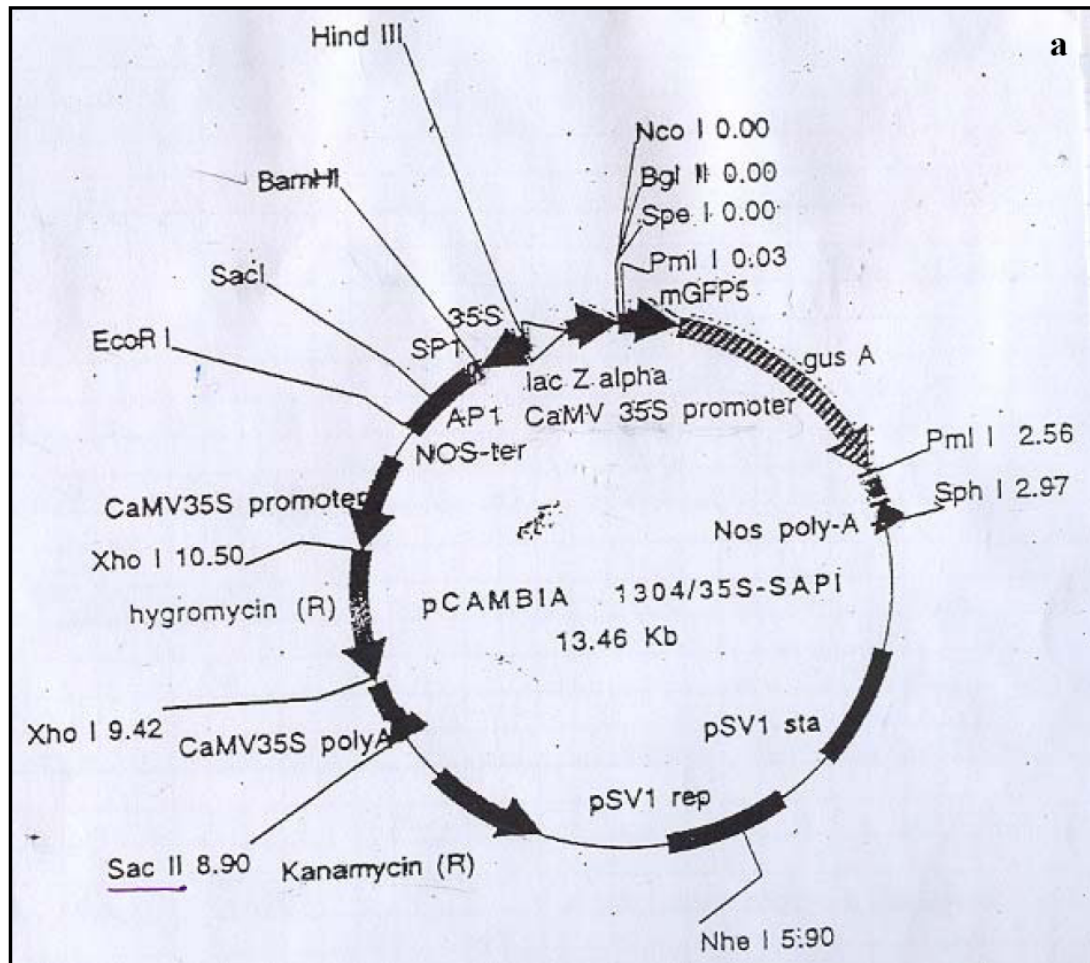 a
Hind III
Nco I 0.00
Bgl II 0.00
BamHI
Spe I 0.00
Pml I 0.03
SacI
mGFP5
35S
EcoRI
SP1
gus A
lac Z alpha
AP1
CaMV 35S promoter
NOS-ter
Pml I 2.56
Sph I 2.97
CaMV35S promoter
Nos poly-A
Xho I 10.50
hygromycin (R)
pCAMBIA 1304/35S-SAPI
13.46 Kb
Xho I 9.42
CaMV35S polyA
pSV1 sta
pSV1 rep
Sac II 8.90
Kanamycin (R)
Nhe I 5.90